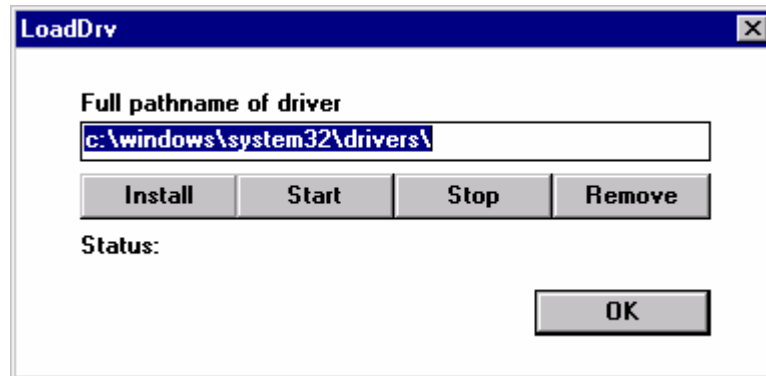 LoadDrv
Full pathname of driver
c:\windows\system32\drivers\
Install Start Stop Remove
Status:
OK